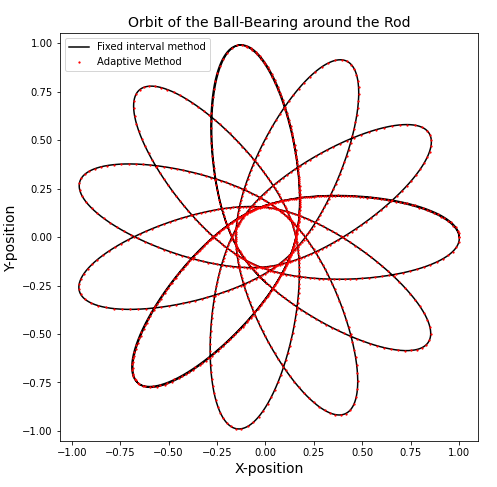 Orbit of the Ball-Bearing around the Rod
Fixed interval method
Adaptive Method
1.00
0.75
0.50
0.25
0.00
−0.25
−0.50
−0.75
−1.00
Y-position
−1.00 −0.75 −0.50 −0.25 0.00 0.25 0.50 0.75 1.00
X-position